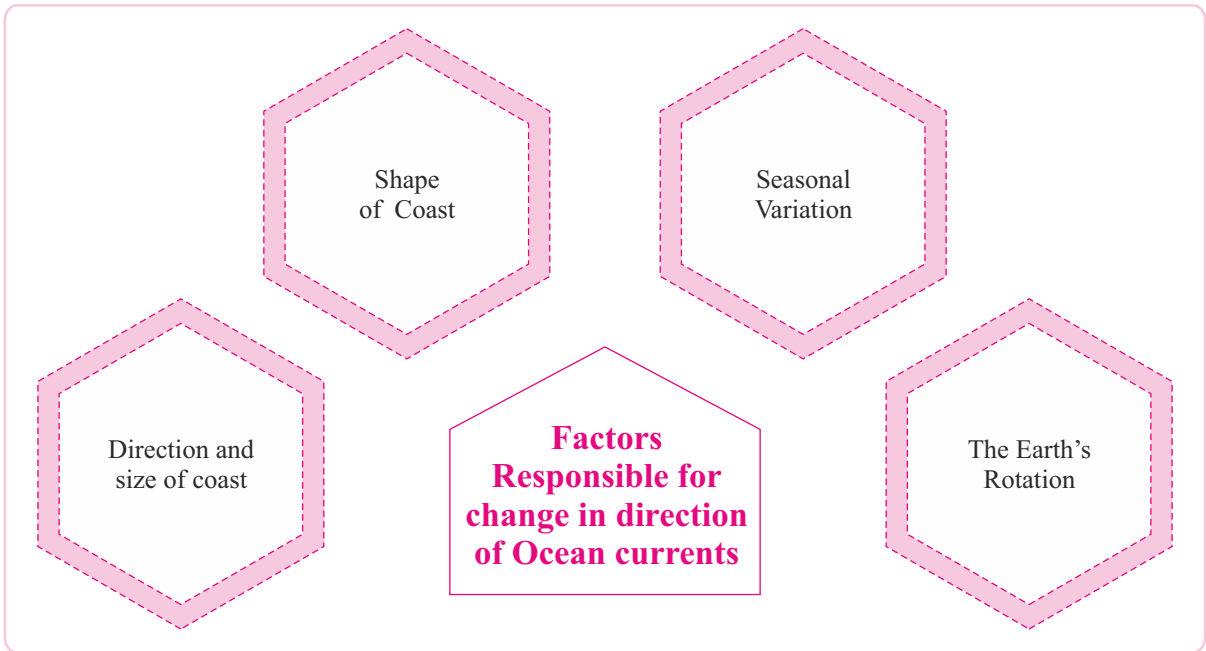 Shape
of Coast
Seasonal
Variation
Direction and
size of coast
Factors
Responsible for
change in direction
of Ocean currents
The Earth’s
Rotation